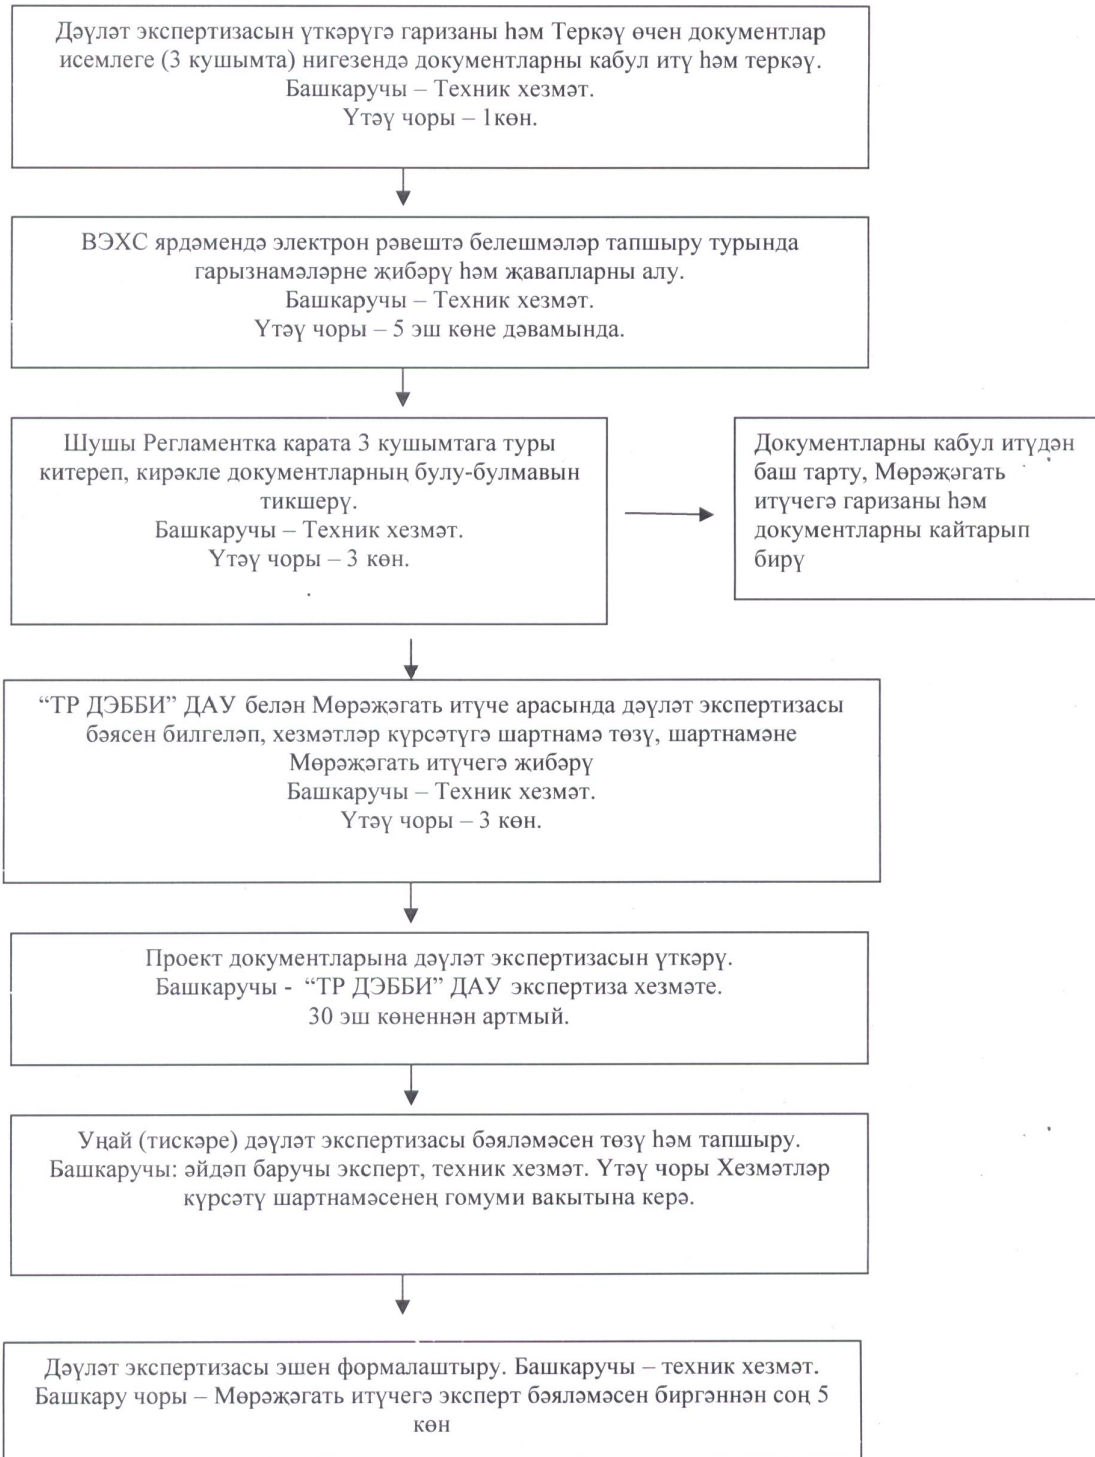 Дәүләт экспертизасын үткәрүгә гаризаны һәм Теркәү өчен документлар
исемлеге (3 кушымта) нигезендә документларны кабул итү һәм теркәү.
Башкаручы – Техник хезмәт.
Үтәү чоры – 1көн.
ВЭХС ярдәмендә электрон рәвештә белешмәләр тапшыру турында
гарызнамәләрне җибәрү һәм җавапларны алу.
Башкаручы – Техник хезмәт.
Үтәү чоры – 5 эш көне дәвамында.
Шушы Регламентка карата 3 кушымтага туры
китереп, кирәкле документларның булу-булмавын
тикшерү.
Башкаручы – Техник хезмәт.
Үтәү чоры – 3 көн.
Документларны кабул итүдән
баш тарту, Мөрәҗәгать
итүчегә гаризаны һәм
документларны кайтарып
бирү
“ТР ДЭББИ” ДАУ белән Мөрәҗәгать итүче арасында дәүләт экспертизасы
бәясен билгеләп, хезмәтләр күрсәтүгә шартнамә төзү, шартнамәне
Мөрәҗәгать итүчегә җибәрү
Башкаручы – Техник хезмәт.
Үтәү чоры – 3 көн.
Проект документларына дәүләт экспертизасын үткәрү.
Башкаручы - “ТР ДЭББИ” ДАУ экспертиза хезмәте.
30 эш көненнән артмый.
Уңай (тискәре) дәүләт экспертизасы бәяләмәсен төзү һәм тапшыру.
Башкаручы: әйдәп баручы эксперт, техник хезмәт. Үтәү чоры Хезмәтләр
күрсәтү шартнамәсенең гомуми вакытына керә.
Дәүләт экспертизасы эшен формалаштыру. Башкаручы – техник хезмәт.
Башкару чоры – Мөрәҗәгать итүчегә эксперт бәяләмәсен биргәннән соң 5
көн